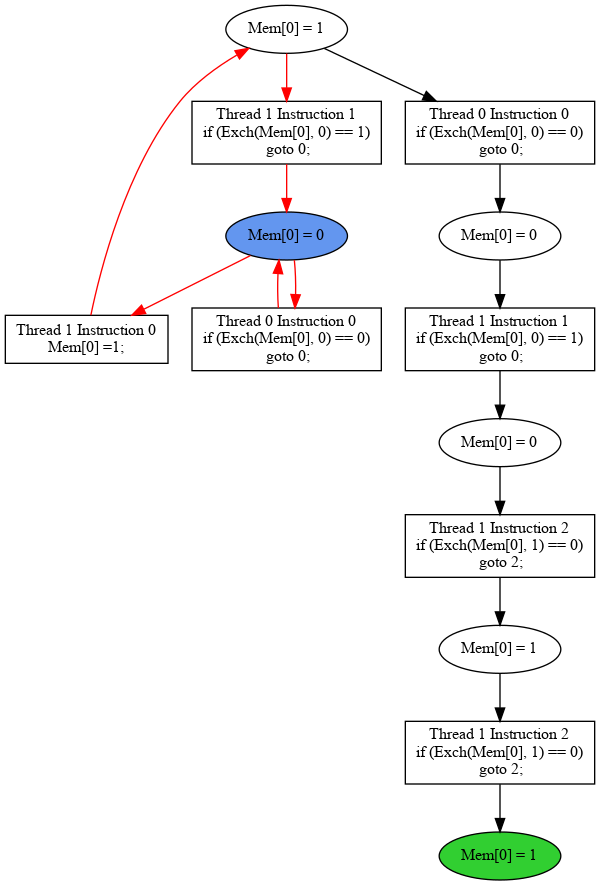 Mem[0] = 1
Thread 1 Instruction 1
if (Exch(Mem[0], 0) == 1)
goto 0;
Thread 0 Instruction 0
if (Exch(Mem[0], 0) == 0)
goto 0;
Mem[0] = 0
Mem[0] = 0
Thread 1 Instruction 0
Mem[0] =1;
Thread 0 Instruction 0
if (Exch(Mem[0], 0) == 0)
goto 0;
Thread 1 Instruction 1
if (Exch(Mem[0], 0) == 1)
goto 0;
Mem[0] = 0
Thread 1 Instruction 2
if (Exch(Mem[0], 1) == 0)
goto 2;
Mem[0] = 1
Thread 1 Instruction 2
if (Exch(Mem[0], 1) == 0)
goto 2;
Mem[0] = 1